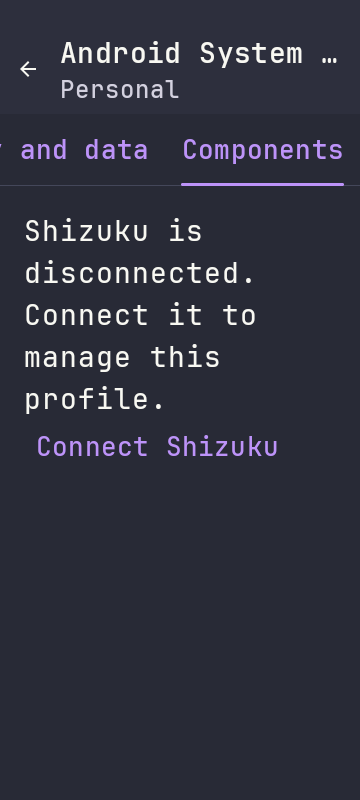 Android System …
Personal
and data
Components
Shizuku is
disconnected.
Connect it to
manage this
profile.
Connect Shizuku